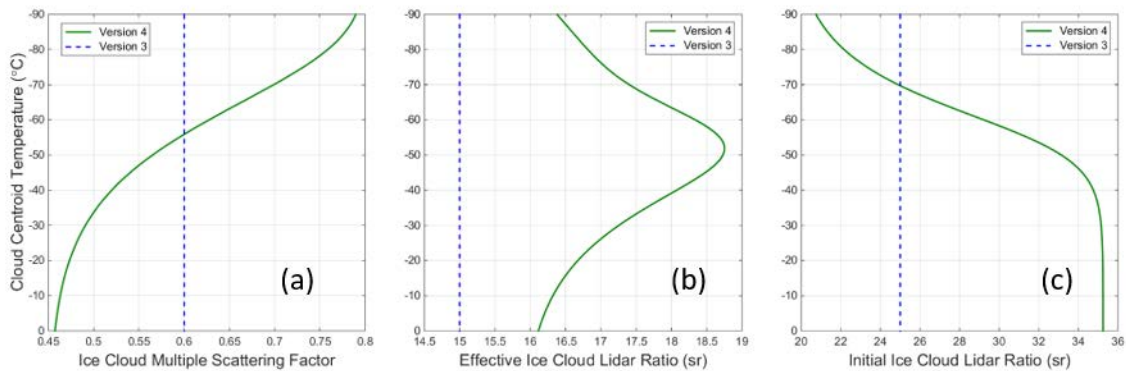 -90
-80
-70
-60
-50
-40
-30
-20
-10
0
Cloud Centroid Temperature (°C)
Version 4
Version 3
(a)
0.45 0.5 0.55 0.6 0.65 0.7 0.75 0.8
Ice Cloud Multiple Scattering Factor
-90
-80
-70
-60
-50
-40
-30
-20
-10
0
Version 4
Version 3
(b)
14.5 15 15.5 16 16.5 17 17.5 18 18.5 19
Effective Ice Cloud Lidar Ratio (sr)
-90
-80
-70
-60
-50
-40
-30
-20
-10
0
Version 4
Version 3
(c)
20 22 24 26 28 30 32 34 36
Initial Ice Cloud Lidar Ratio (sr)